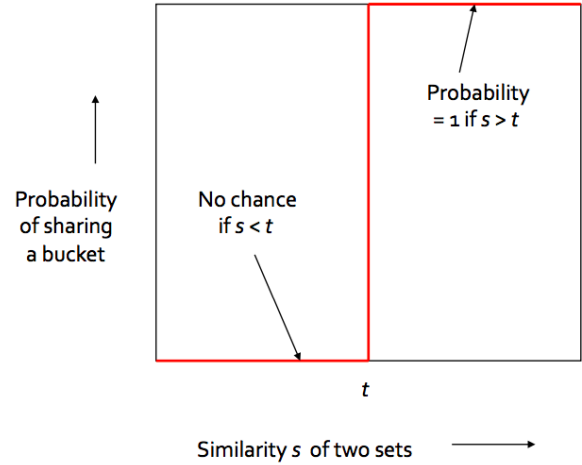 Probability
= 1 if s > t
Probability
of sharing
a bucket
No chance
if s < t
t
Similarity s of two sets